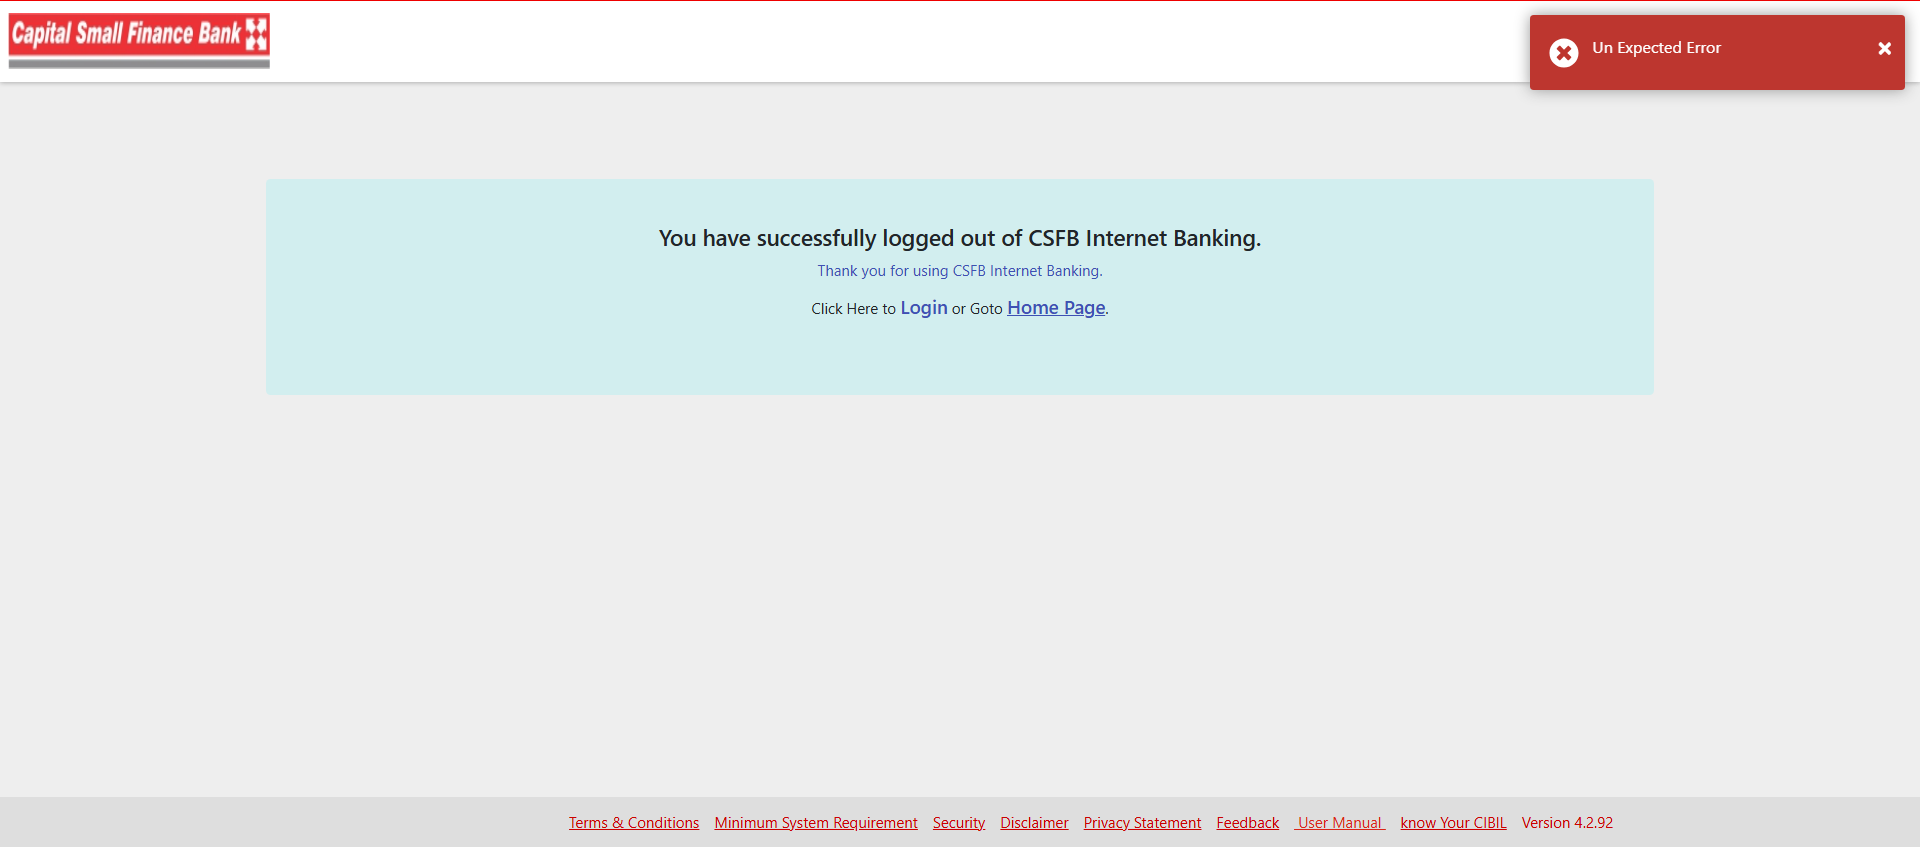 Capital Small Finance Bank
Un Expected Error
You have successfully logged out of CSFB Internet Banking.
Thank you for using CSFB Internet Banking.
Click Here to Login or Goto Home Page.
Terms & Conditions Minimum System Requirement Security Disclaimer Privacy Statement Feedback User Manual know Your CIBIL Version 4.2.92